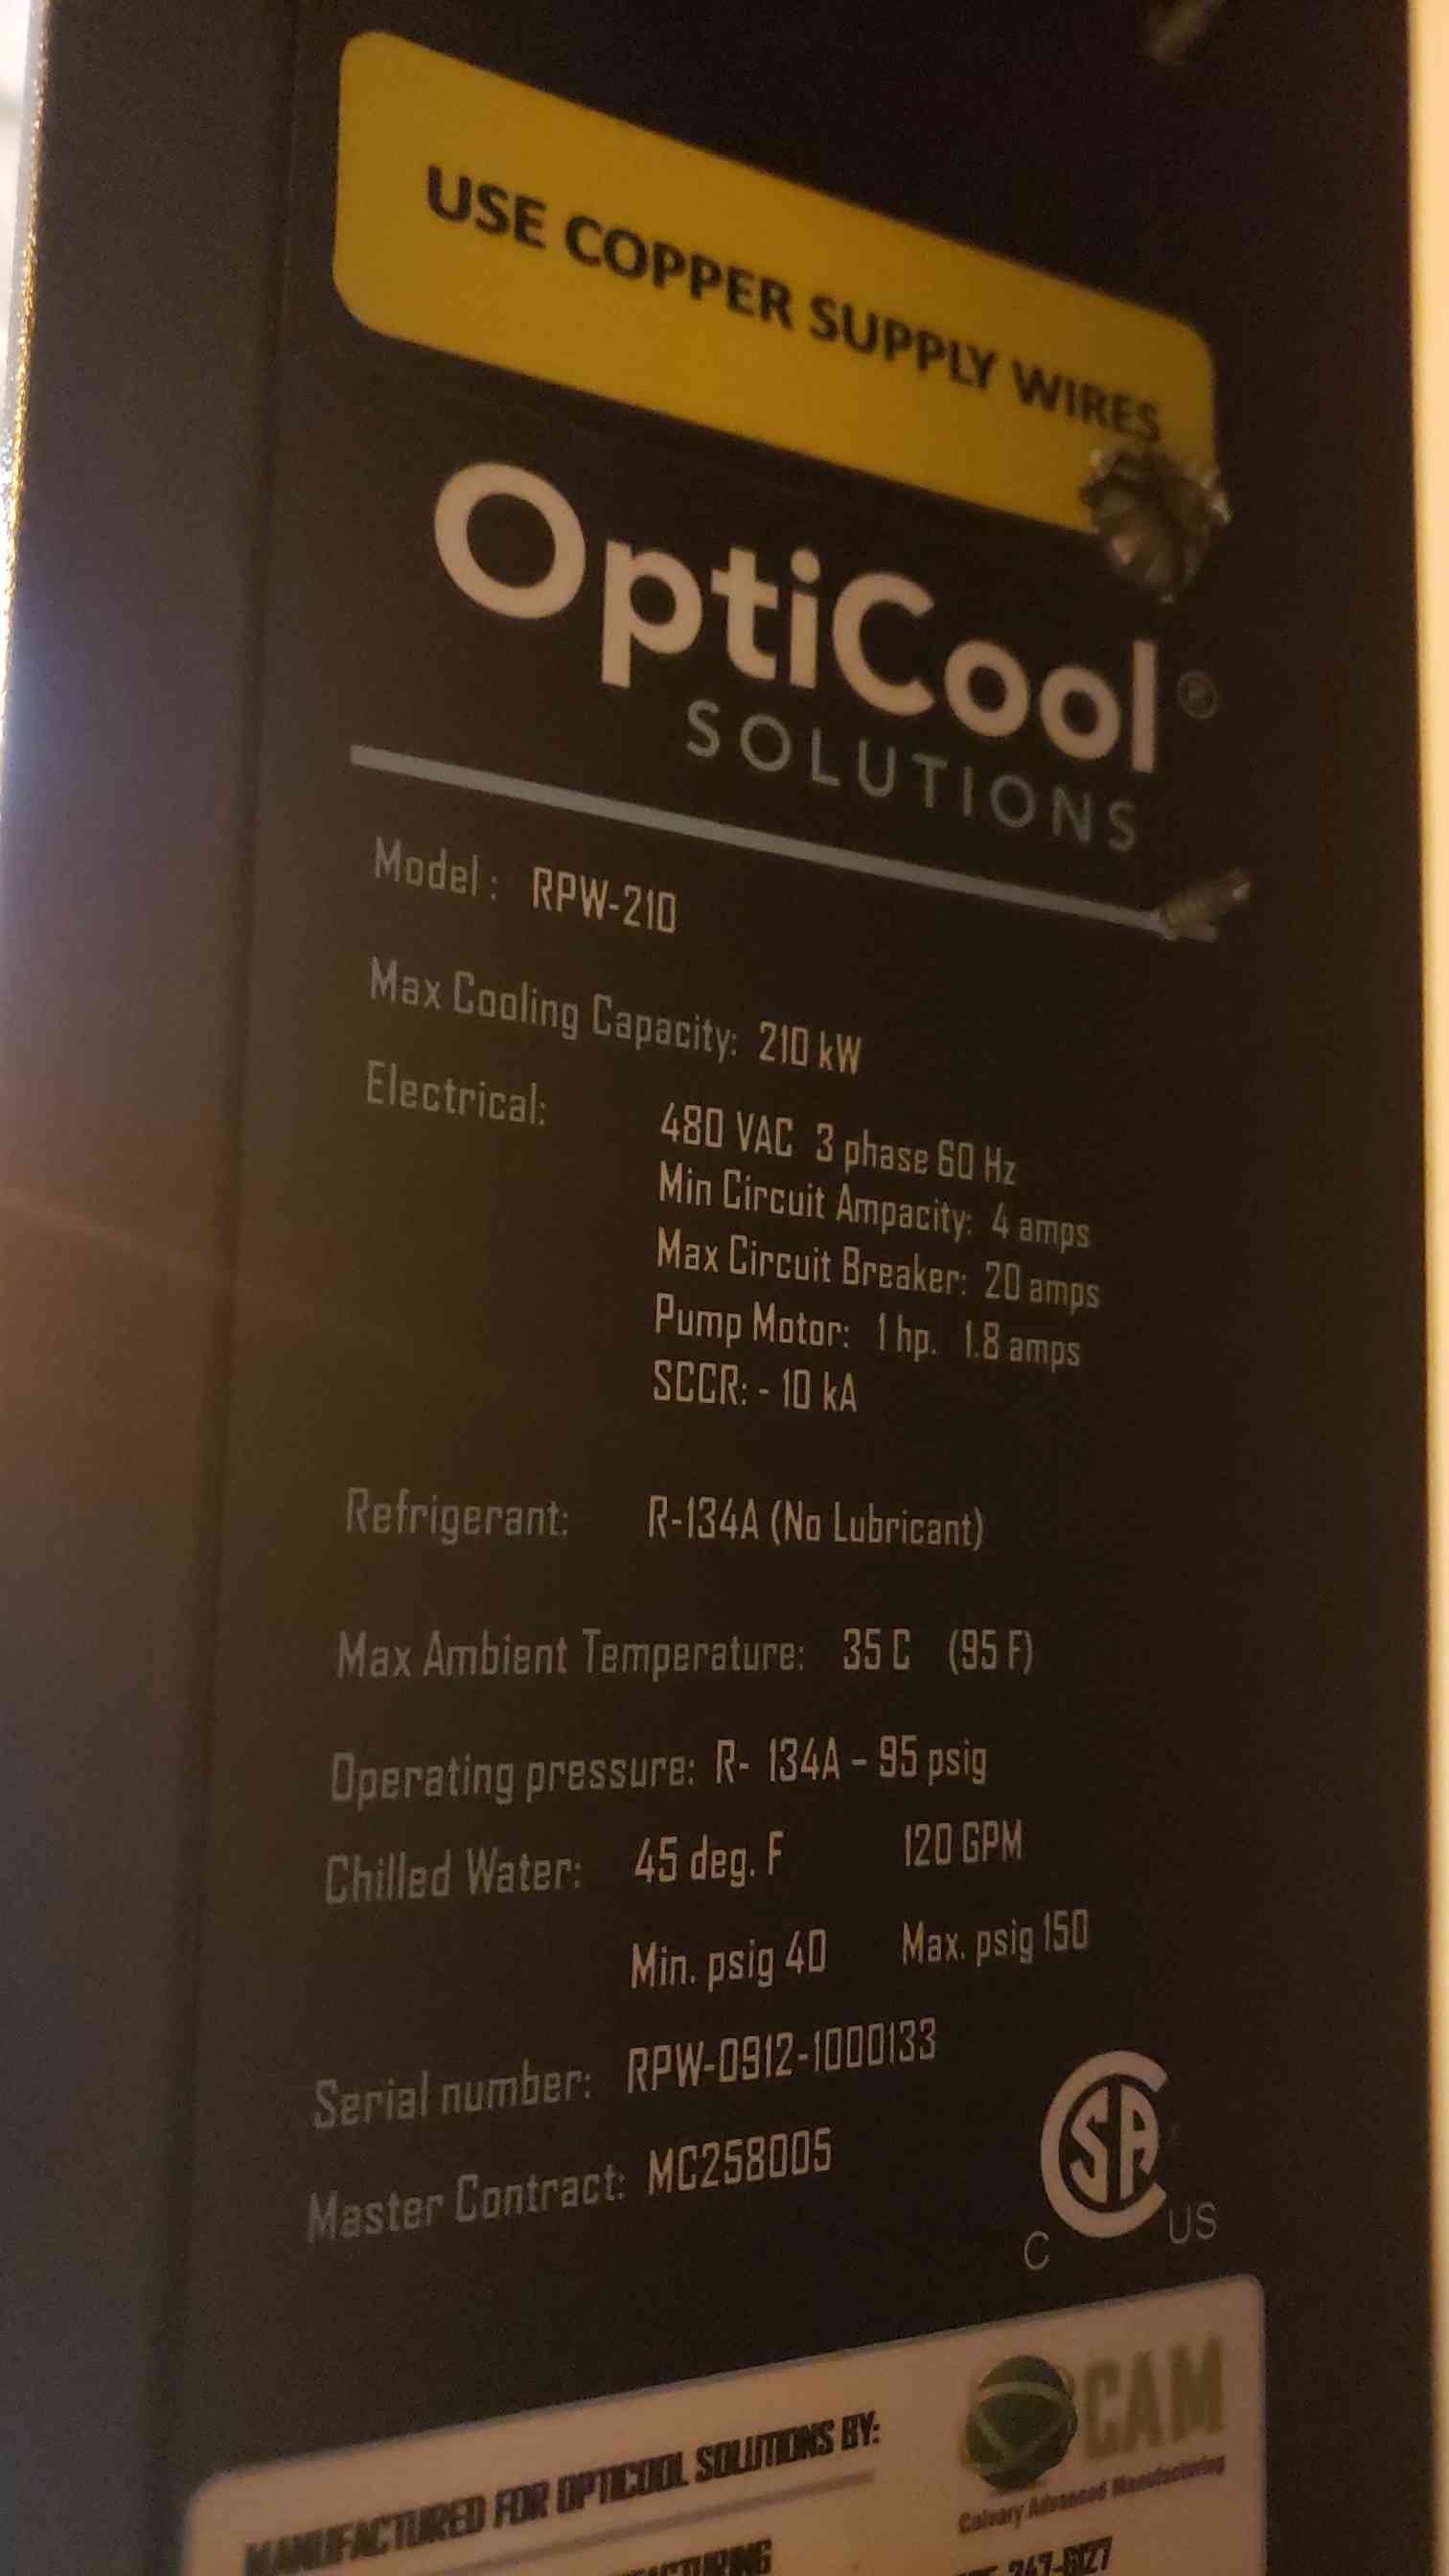 USE COPPER SUPPLY WIRES
OptiCool®
SOLUTIONS
Model: RPW-210
Max Cooling Capacity: 210 kW
Electrical: 480 VAC 3 phase 60 Hz
Min Circuit Ampacity: 4 amps
Max Circuit Breaker: 20 amps
Pump Motor: 1 hp. 1.8 amps
SCCR: - 10 kA
Refrigerant: R-134A (No Lubricant)
Max Ambient Temperature: 35 C (95 F)
Operating pressure: R- 134A - 95 psig
Chilled Water: 45 deg. F 120 GPM
Min. psig 40 Max. psig 150
Serial number: RPW-0912-1000133
Master Contract: MC258005
CSA
C US
CAM
Calvary Advanced Manufacturing
MANUFACTURED FOR OPTICOOL SOLUTIONS BY: